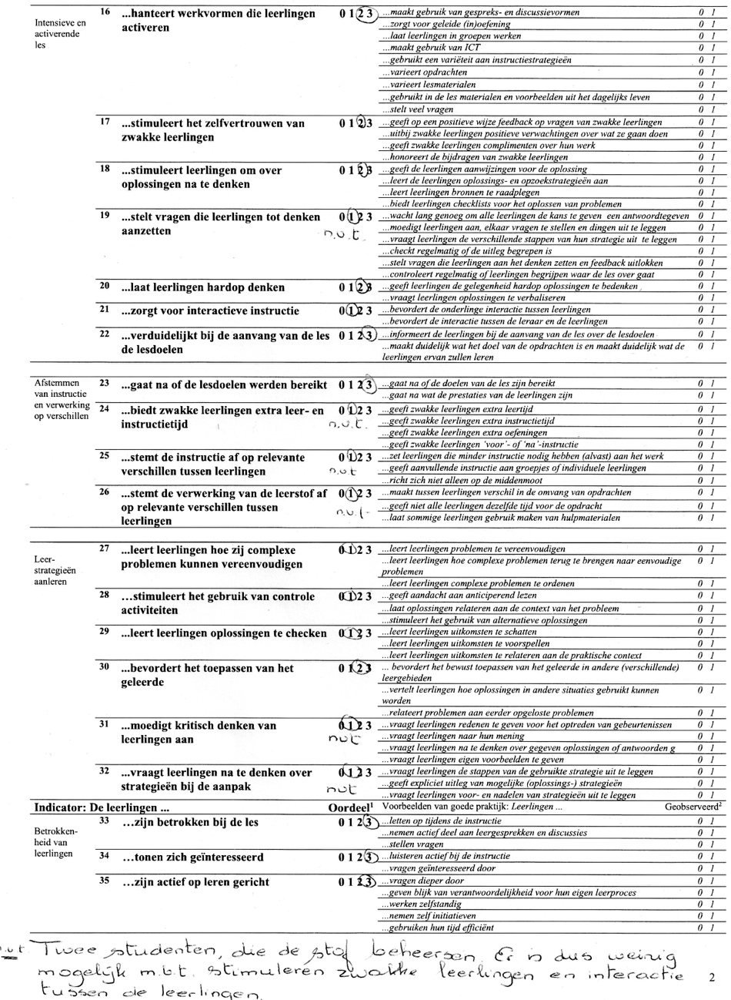 16 ...hanteert werkvormen die leerlingen 0 1 2 3 ...maakt gebruik van gespreks- en discussievormen 0 1
Intensieve en activeren ...zorgt voor geleide (in)oefening 0 1
activerende ...laat leerlingen in groepen werken 0 1
les ...maakt gebruik van ICT 0 1
...gebruikt een variëteit aan instructiestrategieën 0 1
...varieert opdrachten 0 1
...varieert lesmaterialen 0 1
...gebruikt in de les materialen en voorbeelden uit het dagelijks leven 0 1
...stelt veel vragen 0 1
17 ...stimuleert het zelfvertrouwen van 0 1 2 3 ...geeft op een positieve wijze feedback op vragen van zwakke leerlingen 0 1
zwakke leerlingen ...uitbij zwakke leerlingen positieve verwachtingen over wat ze gaan doen 0 1
...geeft zwakke leerlingen complimenten over hun werk 0 1
...honoreert de bijdragen van zwakke leerlingen 0 1
18 ...stimuleert leerlingen om over 0 1 2 3 ...geeft de leerlingen aanwijzingen voor de oplossing 0 1
oplossingen na te denken ...leert de leerlingen oplossings- en opzoekstrategieën aan 0 1
...leert leerlingen bronnen te raadplegen 0 1
...biedt leerlingen checklists voor het oplossen van problemen 0 1
19 ...stelt vragen die leerlingen tot denken 0 1 2 3 ...wacht lang genoeg om alle leerlingen de kans te geven een antwoordtegeven 0 1
aanzetten n.v.t. ...moedigt leerlingen aan, elkaar vragen te stellen en dingen uit te leggen 0 1
...vraagt leerlingen de verschillende stappen van hun strategie uit te leggen 0 1
...checkt regelmatig of de uitleg begrepen is 0 1
...stelt vragen die leerlingen aan het denken zetten en feedback uitlokken 0 1
...controleert regelmatig of leerlingen begrijpen waar de les over gaat 0 1
20 ...laat leerlingen hardop denken 0 1 2 3 ...geeft leerlingen de gelegenheid hardop oplossingen te bedenken 0 1
...vraagt leerlingen oplossingen te verbaliseren 0 1
21 ...zorgt voor interactieve instructie 0 1 2 3 ...bevordert de onderlinge interactie tussen leerlingen 0 1
...bevordert de interactie tussen de leraar en de leerlingen 0 1
22 ...verduidelijkt bij de aanvang van de les 0 1 2 3 ...informeert de leerlingen bij de aanvang van de les over de lesdoelen 0 1
de lesdoelen ...maakt duidelijk wat het doel van de opdrachten is en maakt duidelijk wat de 0 1
leerlingen ervan zullen leren
Afstemmen 23 ...gaat na of de lesdoelen werden bereikt 0 1 2 3 ...gaat na of de doelen van de les zijn bereikt 0 1
van instructie ...gaat na wat de prestaties van de leerlingen zijn 0 1
en verwerking 24 ...biedt zwakke leerlingen extra leer- en 0 1 2 3 ...geeft zwakke leerlingen extra leertijd 0 1
op verschillen instructietijd n.v.t. ...geeft zwakke leerlingen extra instructietijd 0 1
...geeft zwakke leerlingen extra oefeningen 0 1
...geeft zwakke leerlingen 'voor'- of 'na'-instructie 0 1
25 ...stemt de instructie af op relevante 0 1 2 3 ...zet leerlingen die minder instructie nodig hebben (alvast) aan het werk 0 1
verschillen tussen leerlingen n.v.t ...geeft aanvullende instructie aan groepjes of individuele leerlingen 0 1
...richt zich niet alleen op de middenmoot 0 1
26 ...stemt de verwerking van de leerstof af 0 1 2 3 ...maakt tussen leerlingen verschil in de omvang van opdrachten 0 1
op relevante verschillen tussen n.v.t. ...geeft niet alle leerlingen dezelfde tijd voor de opdracht 0 1
leerlingen ...laat sommige leerlingen gebruik maken van hulpmaterialen 0 1
27 ...leert leerlingen hoe zij complexe 0 1 2 3 ...leert leerlingen problemen te vereenvoudigen 0 1
Leer- problemen kunnen vereenvoudigen ...leert leerlingen hoe complexe problemen terug te brengen naar eenvoudige 0 1
strategieën problemen
aanleren ...leert leerlingen complexe problemen te ordenen 0 1
28 ...stimuleert het gebruik van controle 0 1 2 3 ...geeft aandacht aan anticiperend lezen 0 1
activiteiten ...laat oplossingen relateren aan de context van het probleem 0 1
...stimuleert het gebruik van alternatieve oplossingen 0 1
29 ...leert leerlingen oplossingen te checken 0 1 2 3 ...leert leerlingen uitkomsten te schatten 0 1
...leert leerlingen uitkomsten te voorspellen 0 1
...leert leerlingen uitkomsten te relateren aan de praktische context 0 1
30 ...bevordert het toepassen van het 0 1 2 3 ... bevordert het bewust toepassen van het geleerde in andere (verschillende) 0 1
geleerde leergebieden
...vertelt leerlingen hoe oplossingen in andere situaties gebruikt kunnen 0 1
worden
...relateert problemen aan eerder opgeloste problemen 0 1
31 ...moedigt kritisch denken van 0 1 2 3 ...vraagt leerlingen redenen te geven voor het optreden van gebeurtenissen 0 1
leerlingen aan nvt ...vraagt leerlingen naar hun mening 0 1
...vraagt leerlingen na te denken over gegeven oplossingen of antwoorden g 0 1
...vraagt leerlingen eigen voorbeelden te geven 0 1
32 ...vraagt leerlingen na te denken over 0 1 2 3 ...vraagt leerlingen de stappen van de gebruikte strategie uit te leggen 0 1
strategieën bij de aanpak nvt ...geeft expliciet uitleg van mogelijke (oplossings-) strategieën 0 1
...vraagt leerlingen voor- en nadelen van strategieën uit te leggen 0 1
Indicator: De leerlingen ... Oordeel¹ Voorbeelden van goede praktijk: Leerlingen ... Geobserveerd²
33 ...zijn betrokken bij de les 0 1 2 3 ...letten op tijdens de instructie 0 1
Betrokken- ...nemen actief deel aan leergesprekken en discussies 0 1
heid van ...stellen vragen 0 1
leerlingen 34 ...tonen zich geïnteresseerd 0 1 2 3 ...luisteren actief bij de instructie 0 1
...vragen geïnteresseerd door 0 1
35 ...zijn actief op leren gericht 0 1 2 3 ...vragen dieper door 0 1
...geven blijk van verantwoordelijkheid voor hun eigen leerproces 0 1
...werken zelfstandig 0 1
...nemen zelf initiatieven 0 1
...gebruiken hun tijd efficiënt 0 1
n.v.t. Twee studenten, die de stof beheersen. Er is dus weinig
mogelijk m.b.t. stimuleren zwakke leerlingen en interactie 2
tussen de leerlingen.